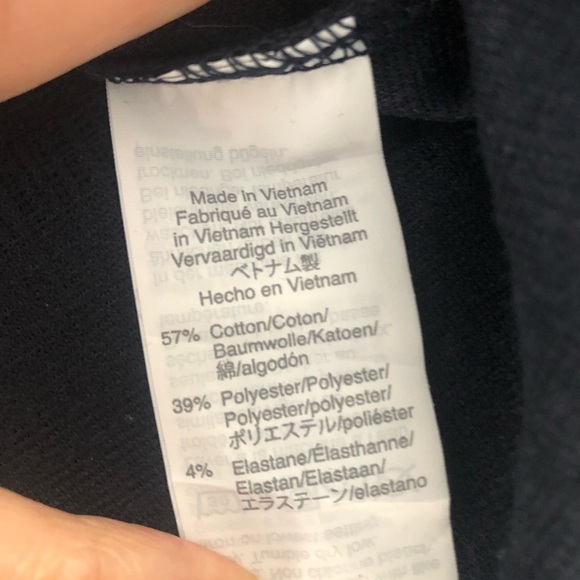 Made in Vietnam
Fabriqué au Vietnam
in Vietnam Hergestellt
Vervaardigd in Viëtnam
ベトナム製
Hecho en Vietnam
57% Cotton/Coton/
Baumwolle/Katoen/
綿/algodón
39% Polyester/Polyester/
Polyester/polyester/
ポリエステル/poliéster
4% Elastane/Élasthanne/
Elastan/Elastaan/
エラステーン/elastano